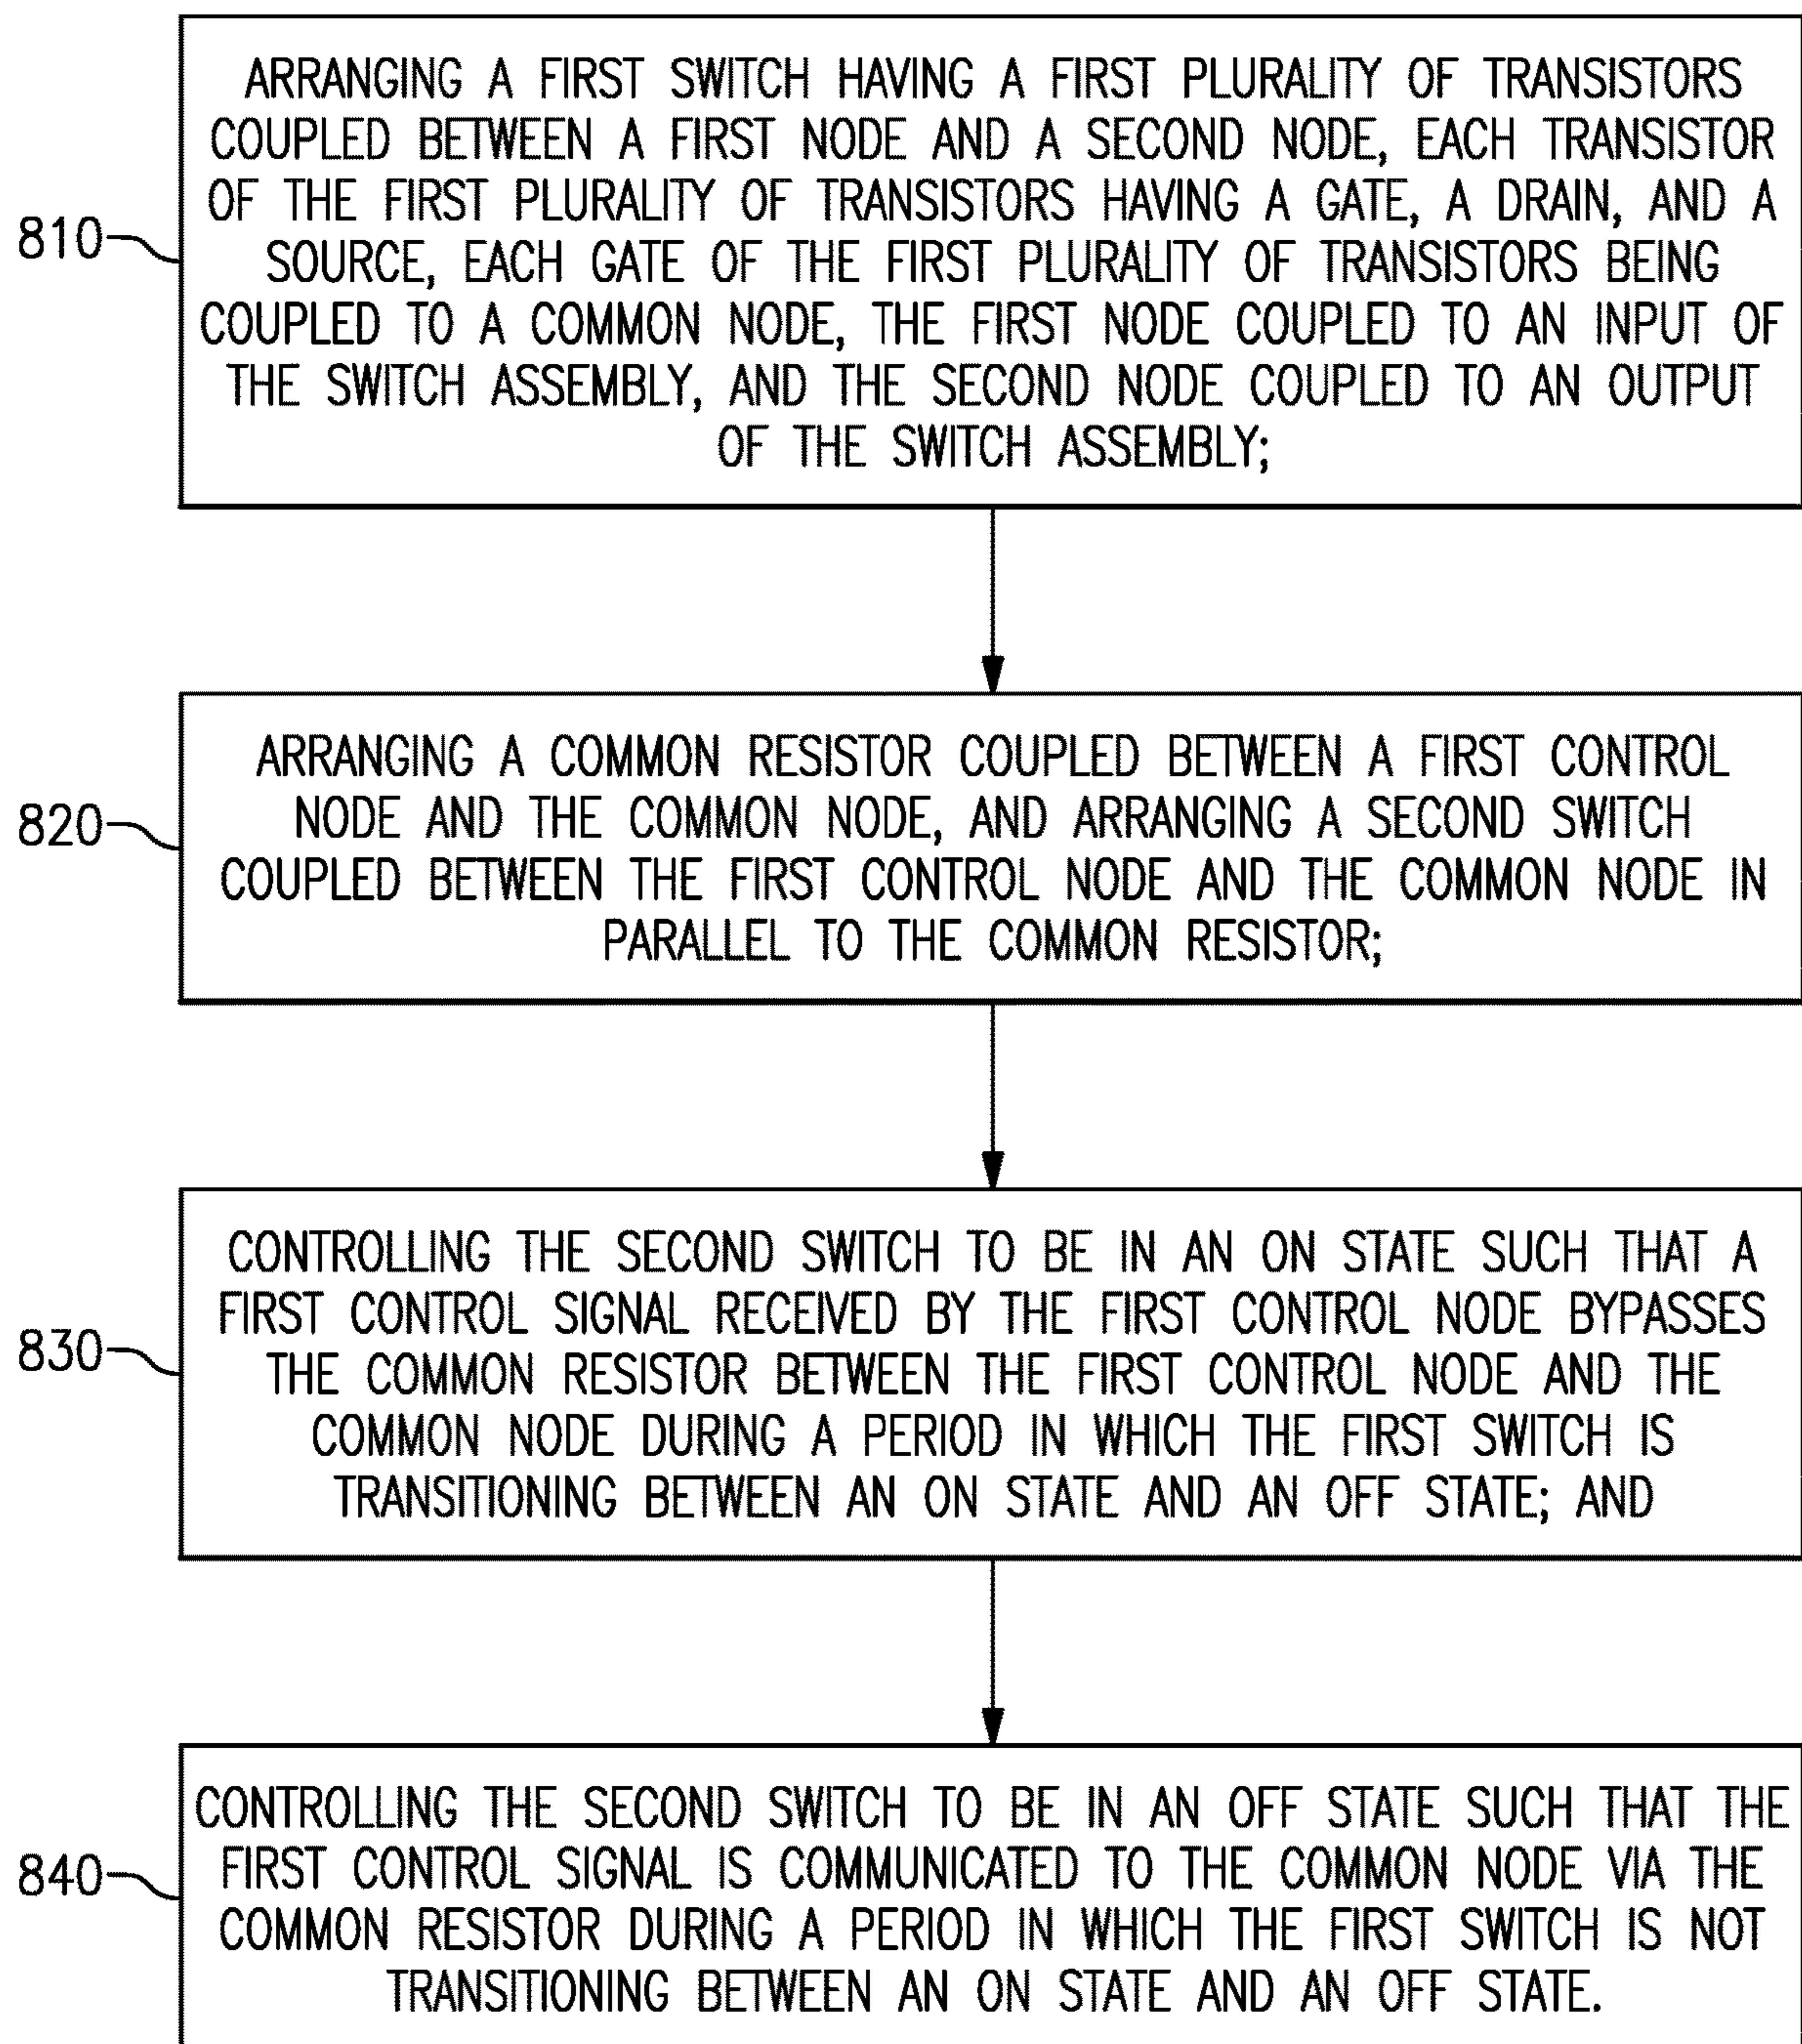 ARRANGING A FIRST SWITCH HAVING A FIRST PLURALITY OF TRANSISTORS
COUPLED BETWEEN A FIRST NODE AND A SECOND NODE, EACH TRANSISTOR
OF THE FIRST PLURALITY OF TRANSISTORS HAVING A GATE, A DRAIN, AND A
810
SOURCE, EACH GATE OF THE FIRST PLURALITY OF TRANSISTORS BEING
COUPLED TO A COMMON NODE, THE FIRST NODE COUPLED TO AN INPUT OF
THE SWITCH ASSEMBLY, AND THE SECOND NODE COUPLED TO AN OUTPUT
OF THE SWITCH ASSEMBLY;
ARRANGING A COMMON RESISTOR COUPLED BETWEEN A FIRST CONTROL
820
NODE AND THE COMMON NODE, AND ARRANGING A SECOND SWITCH
COUPLED BETWEEN THE FIRST CONTROL NODE AND THE COMMON NODE IN
PARALLEL TO THE COMMON RESISTOR;
CONTROLLING THE SECOND SWITCH TO BE IN AN ON STATE SUCH THAT A
FIRST CONTROL SIGNAL RECEIVED BY THE FIRST CONTROL NODE BYPASSES
830
THE COMMON RESISTOR BETWEEN THE FIRST CONTROL NODE AND THE
COMMON NODE DURING A PERIOD IN WHICH THE FIRST SWITCH IS
TRANSITIONING BETWEEN AN ON STATE AND AN OFF STATE; AND
CONTROLLING THE SECOND SWITCH TO BE IN AN OFF STATE SUCH THAT THE
840
FIRST CONTROL SIGNAL IS COMMUNICATED TO THE COMMON NODE VIA THE
COMMON RESISTOR DURING A PERIOD IN WHICH THE FIRST SWITCH IS NOT
TRANSITIONING BETWEEN AN ON STATE AND AN OFF STATE.